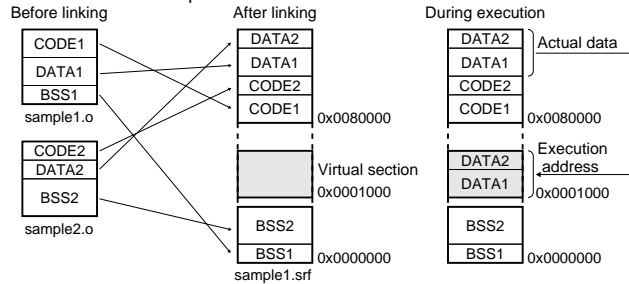 Before linking
After linking
During execution
CODE1
DATA1
BSS1
sample1.o
CODE2
DATA2
BSS2
sample2.o
DATA2
DATA1
CODE2
CODE1
0x0080000
Virtual section
0x0001000
BSS2
BSS1
0x0000000
sample1.srf
DATA2
DATA1
CODE2
CODE1
Actual data
0x0080000
DATA2
DATA1
Execution
address
0x0001000
BSS2
BSS1
0x0000000